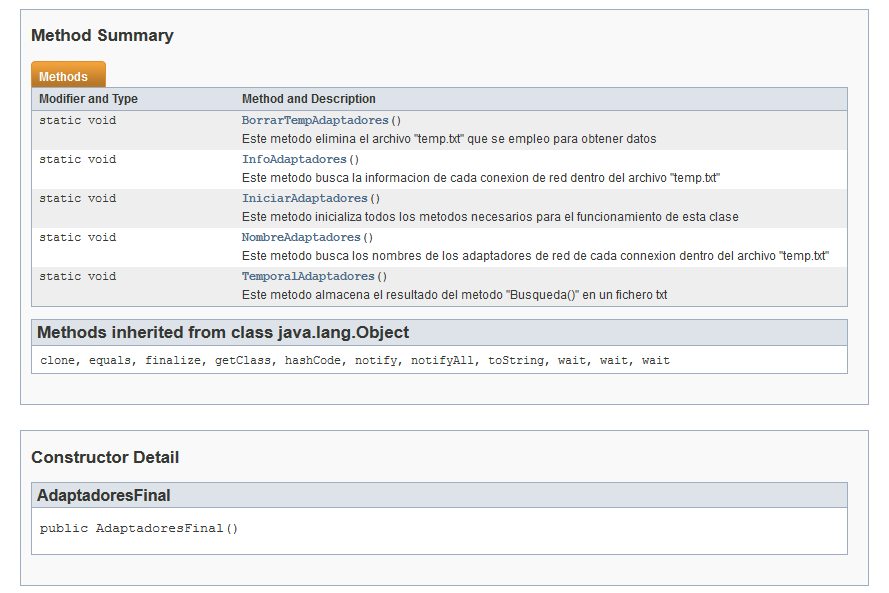 Method Summary
Methods
Modifier and Type Method and Description
static void BorrarTempAdaptadores()
Este metodo elimina el archivo "temp.txt" que se empleo para obtener datos
static void InfoAdaptadores()
Este metodo busca la informacion de cada conexion de red dentro del archivo "temp.txt"
static void IniciarAdaptadores()
Este metodo inicializa todos los metodos necesarios para el funcionamiento de esta clase
static void NombreAdaptadores()
Este metodo busca los nombres de los adaptadores de red de cada connexion dentro del archivo "temp.txt"
static void TemporalAdaptadores()
Este metodo almacena el resultado del metodo "Busqueda()" en un fichero txt
Methods inherited from class java.lang.Object
clone, equals, finalize, getClass, hashCode, notify, notifyAll, toString, wait, wait, wait
Constructor Detail
AdaptadoresFinal
public AdaptadoresFinal()